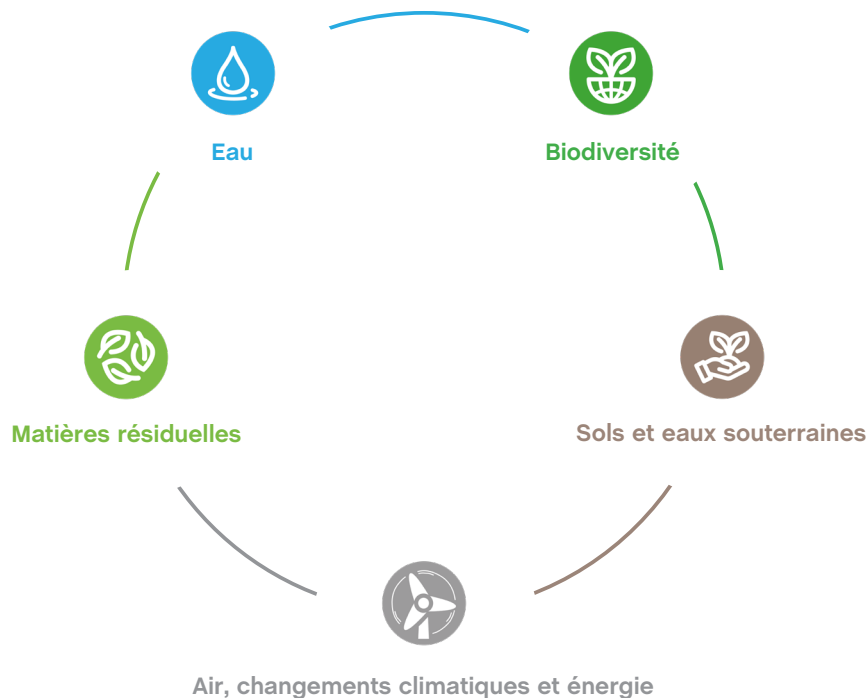 Eau
Biodiversité
Matières résiduelles
Sols et eaux souterraines
Air, changements climatiques et énergie